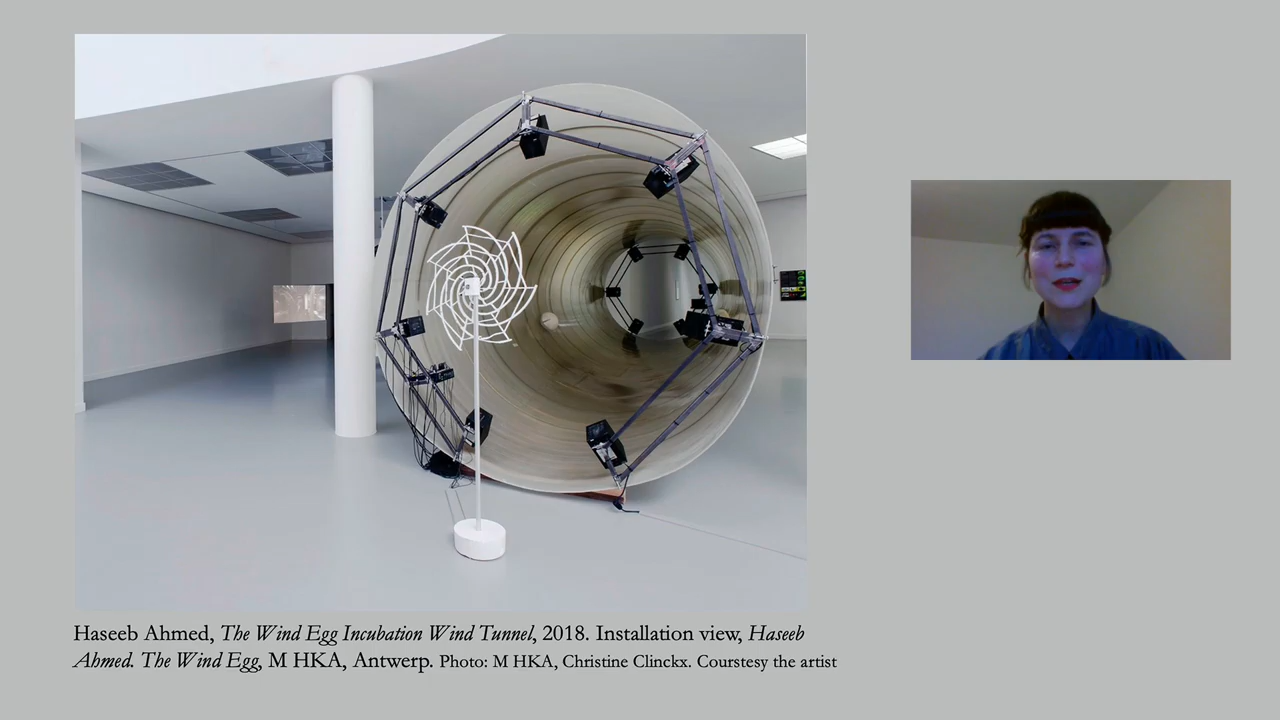 Haseeb Ahmed, The Wind Egg Incubation Wind Tunnel, 2018. Installation view, Haseeb
Ahmed. The Wind Egg, M HKA, Antwerp. Photo: M HKA, Christine Clinckx. Courstesy the artist